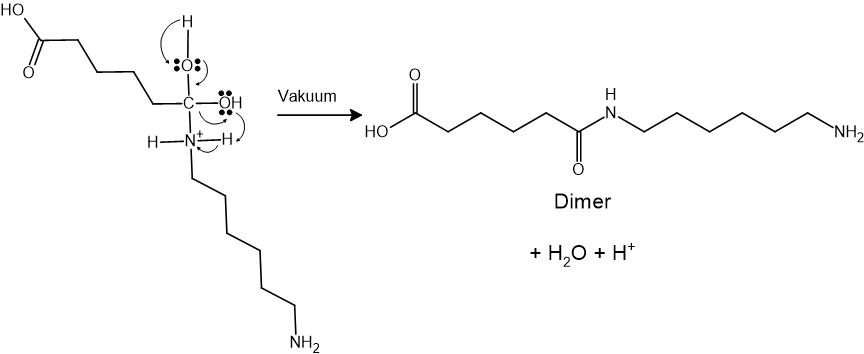 HO
O
H
O
C
OH
H
N+
H
NH2
Vakuum
O
HO
O
H
N
NH2
Dimer
+ H₂O + H⁺